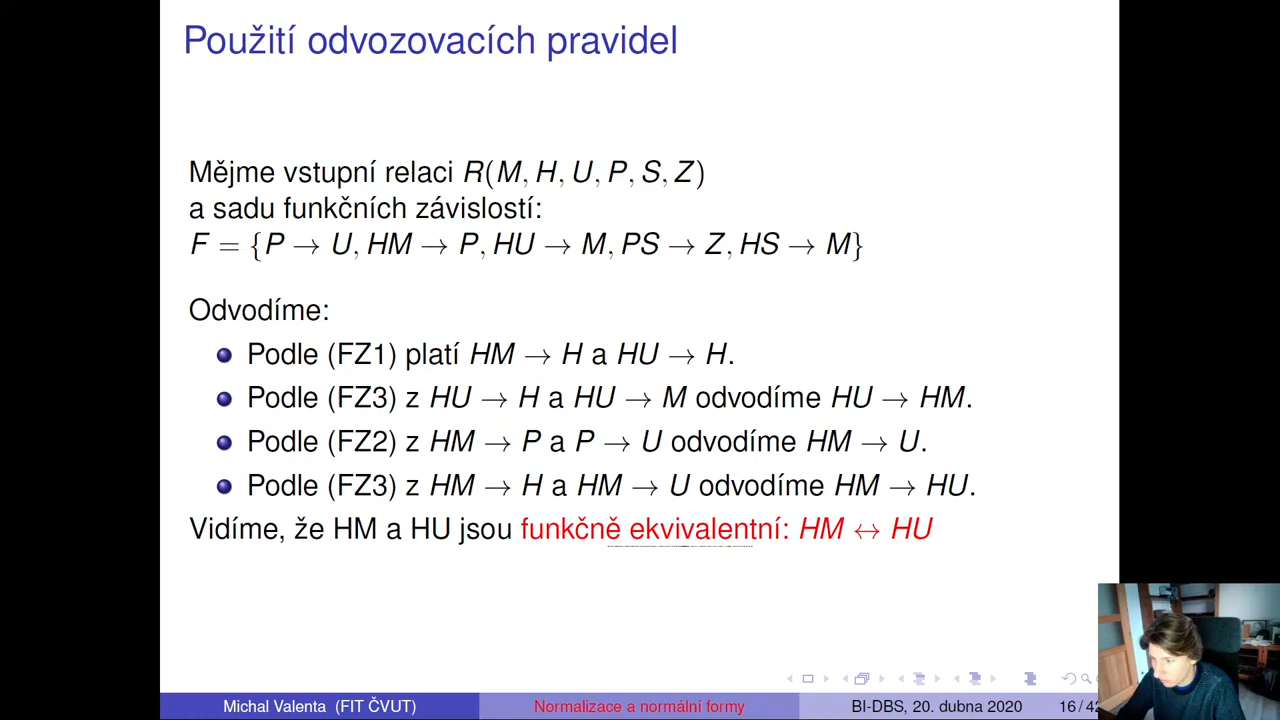 Použití odvozovacích pravidel
Mějme vstupní relaci R(M, H, U, P, S, Z)
a sadu funkčních závislostí:
F = {P → U, HM → P, HU → M, PS → Z, HS → M}
Odvodíme:
Podle (FZ1) platí HM → H a HU → H.
Podle (FZ3) z HU → H a HU → M odvodíme HU → HM.
Podle (FZ2) z HM → P a P → U odvodíme HM → U.
Podle (FZ3) z HM → H a HM → U odvodíme HM → HU.
Vidíme, že HM a HU jsou funkčně ekvivalentní: HM ↔ HU
Michal Valenta (FIT ČVUT) Normalizace a normální formy BI-DBS, 20. dubna 2020 16 / 42